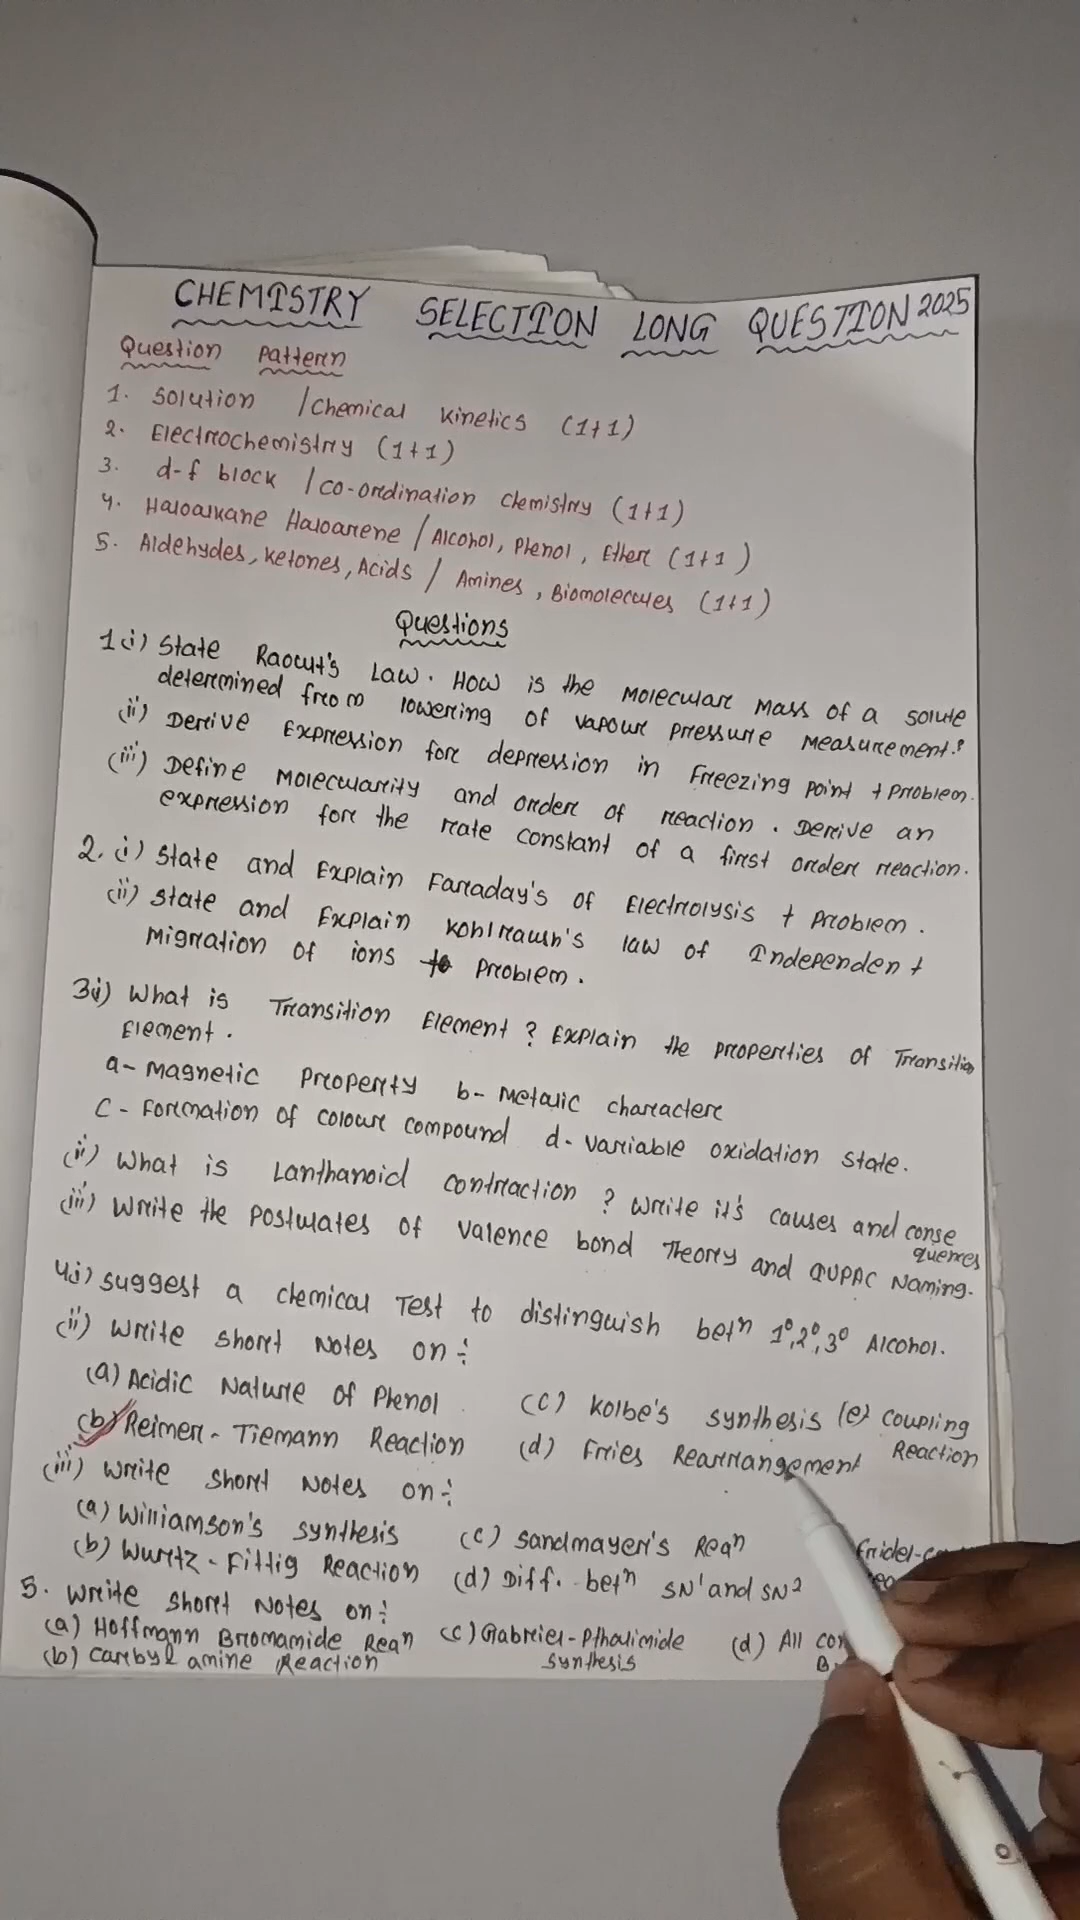 CHEMISTRY SELECTION LONG QUESTION 2025
Question Pattern
1. Solution / Chemical Kinetics (1+1)
2. Electrochemistry (1+1)
3. d-f block / co-ordination Chemistry (1+1)
4. Haloalkane Haloarene / Alcohol, Phenol, Ether (1+1)
5. Aldehydes, Ketones, Acids / Amines, Biomolecules (1+1)
Questions
1(i) State Raoult's Law. How is the Molecular Mass of a solute
determined from lowering of vapour pressure measurement?
(ii) Derive Expression for depression in Freezing point + Problem.
(iii) Define Molecularity and order of reaction. Derive an
expression for the rate constant of a first order reaction.
2. (i) State and Explain Faraday's of Electrolysis + Problem.
(ii) State and Explain Kohlraush's law of Independent
Migration of ions Problem.
3(i) What is Transition Element? Explain the properties of Transition
Element.
a- Magnetic Property b- Metalic character
c- Formation of colour compound d- variable oxidation state.
(ii) What is Lanthanoid contraction? Write it's causes and conse
quences
(iii) Write the Postulates of Valence bond Theory and IUPAC Naming.
4(i) Suggest a chemical Test to distinguish betn 1°,2°,3° Alcohol.
(ii) Write Short Notes on÷
(a) Acidic Nature of Phenol (c) Kolbe's Synthesis (e) Coupling
Reaction
(b) Reimer-Tiemann Reaction (d) Fries Rearrangement
(iii) Write Short Notes on÷
(a) Williamson's Synthesis (c) Sandmayer's Rean
(b) Wurtz-Fittig Reaction (d) Diff. betn SN1 and SN2
5. Write Short Notes on÷
(a) Hoffmann Bromamide Rean (c) Gabriel-Pthalimide
Synthesis (d) All
(b) Carbyl amine Reaction